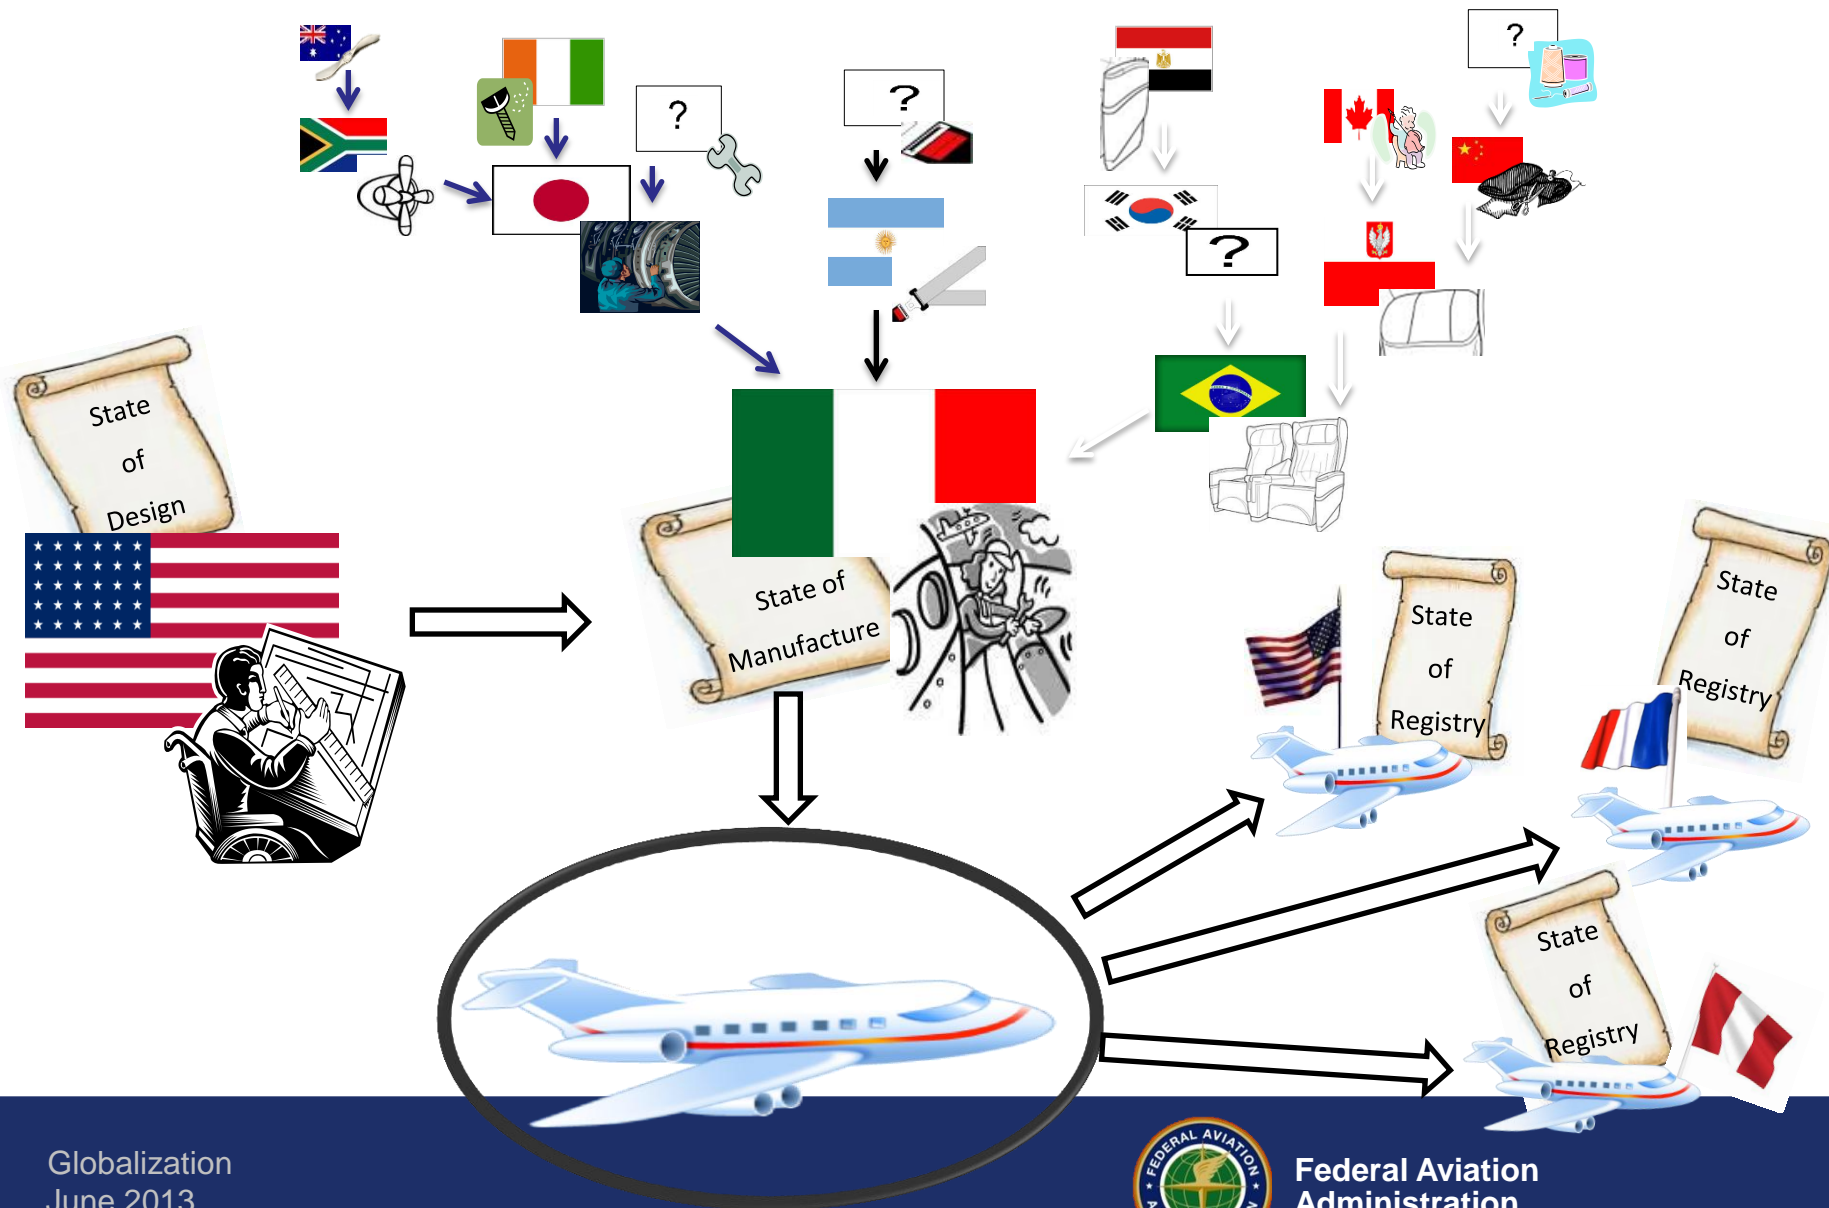 ?
?
?
?
State
of
Design
State of
Manufacture
State
of
Registry
State
of
Registry
State
of
Registry
Globalization
June 2013
FEDERAL AVIATION
Federal Aviation
Administration